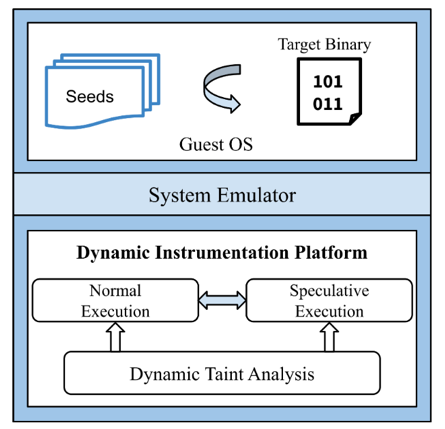 Target Binary
Seeds
101
011
Guest OS
System Emulator
Dynamic Instrumentation Platform
Normal
Execution
Speculative
Execution
Dynamic Taint Analysis